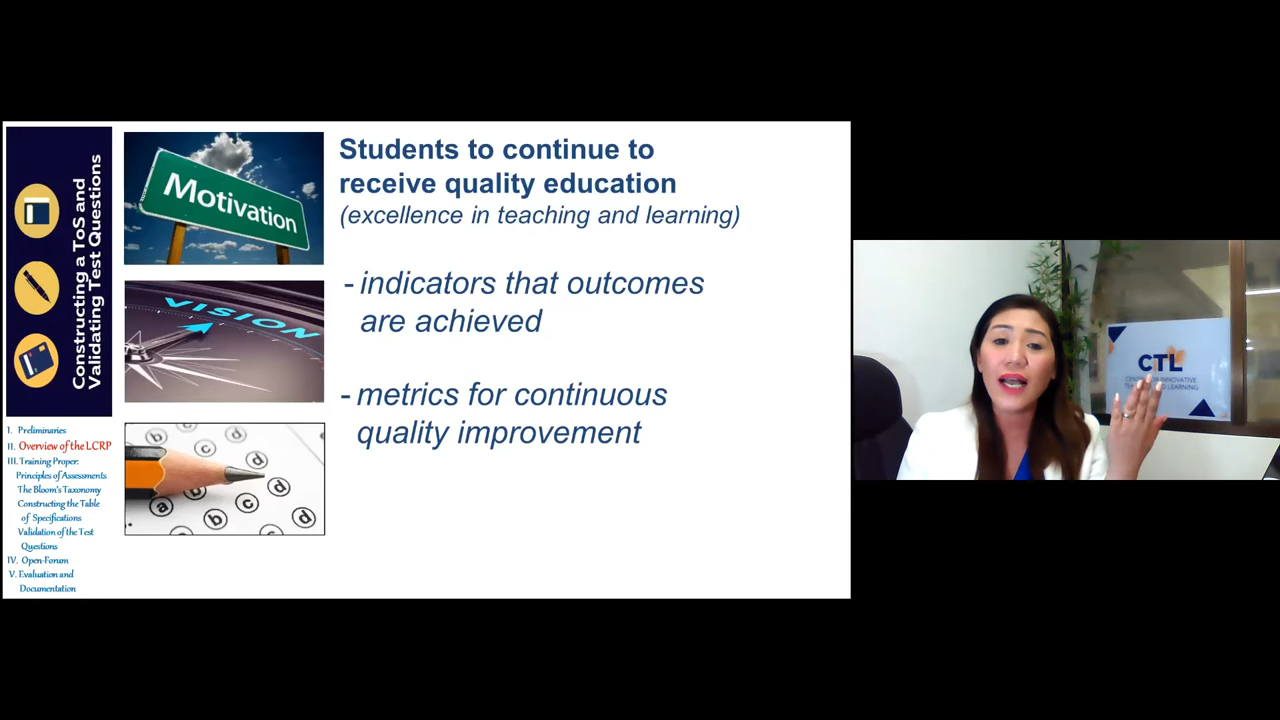 Constructing a ToS and
Validating Test Questions
I. Preliminaries
II. Overview of the LCRP
III. Training Proper:
Principles of Assessments
The Bloom's Taxonomy
Constructing the Table
of Specifications
Validation of the Test
Questions
IV. Open-Forum
V. Evaluation and
Documentation
Motivation
VISION
b c d
c d
d
a b c d
c d
Students to continue to
receive quality education
(excellence in teaching and learning)
- indicators that outcomes
are achieved
- metrics for continuous
quality improvement
CTL